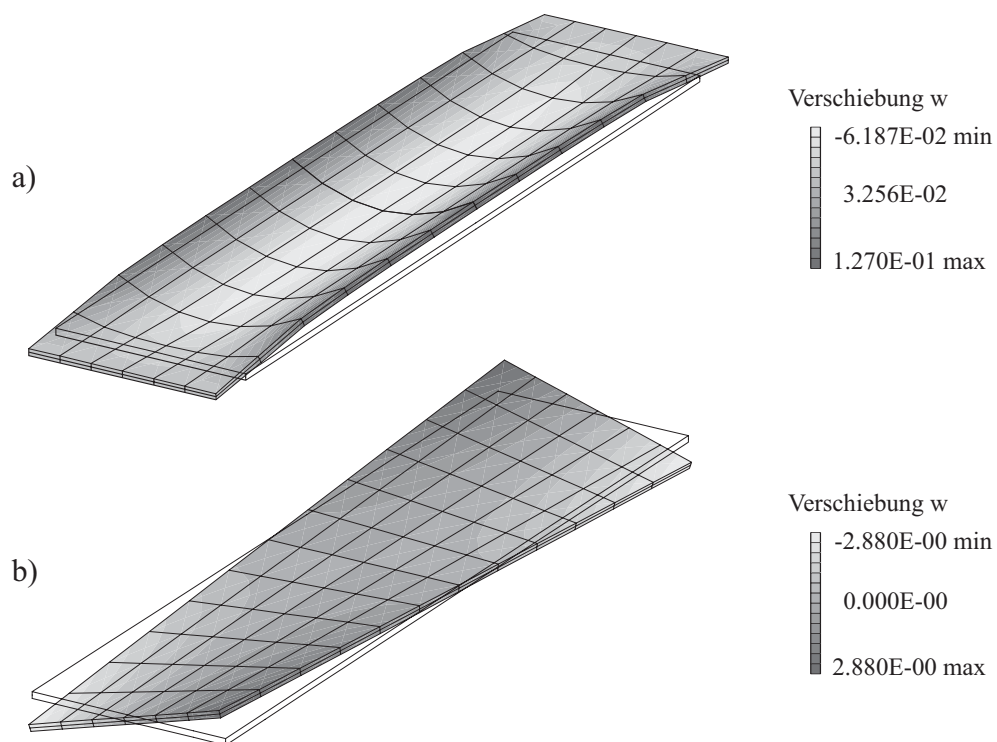 a)
Verschiebung w
-6.187E-02 min
3.256E-02
1.270E-01 max
b)
Verschiebung w
-2.880E-00 min
0.000E-00
2.880E-00 max